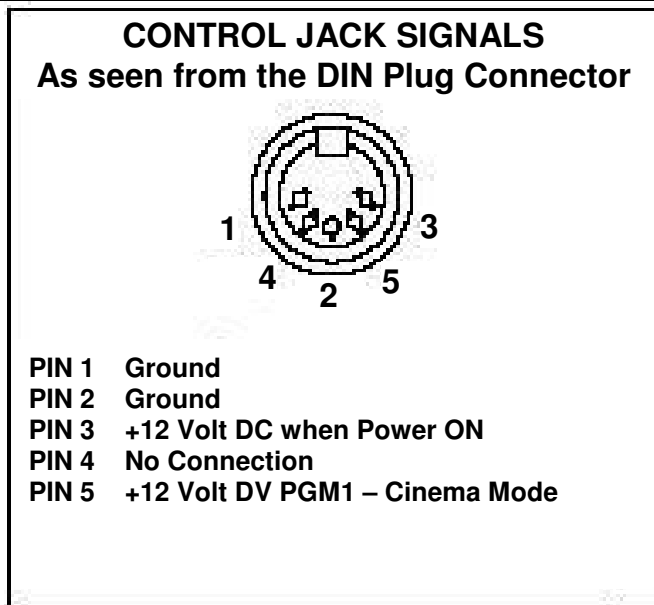 CONTROL JACK SIGNALS
As seen from the DIN Plug Connector
1 3
4 5
2
PIN 1 Ground
PIN 2 Ground
PIN 3 +12 Volt DC when Power ON
PIN 4 No Connection
PIN 5 +12 Volt DV PGM1 – Cinema Mode